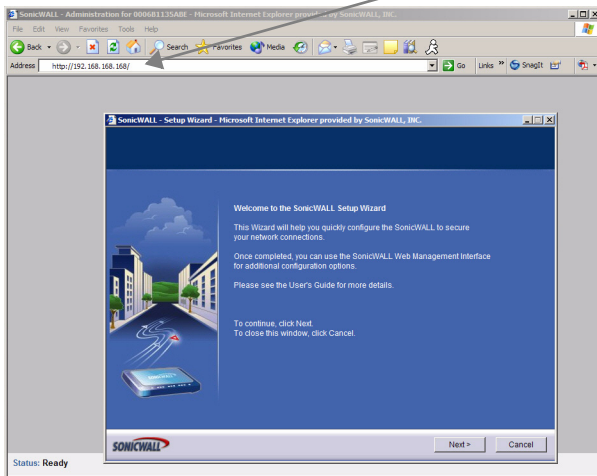 SonicWALL - Administration for 0006B1135ABE - Microsoft Internet Explorer provided by SonicWALL, INC.
File Edit View Favorites Tools Help
Back Search Favorites Media
Address http://192.168.168.168/ Go Links » SnagIt
SonicWALL - Setup Wizard - Microsoft Internet Explorer provided by SonicWALL, INC.
Welcome to the SonicWALL Setup Wizard
This Wizard will help you quickly configure the SonicWALL to secure
your network connections.
Once completed, you can use the SonicWALL Web Management Interface
for additional configuration options.
Please see the User's Guide for more details.
To continue, click Next.
To close this window, click Cancel.
SONICWALL
Next > Cancel
Status: Ready